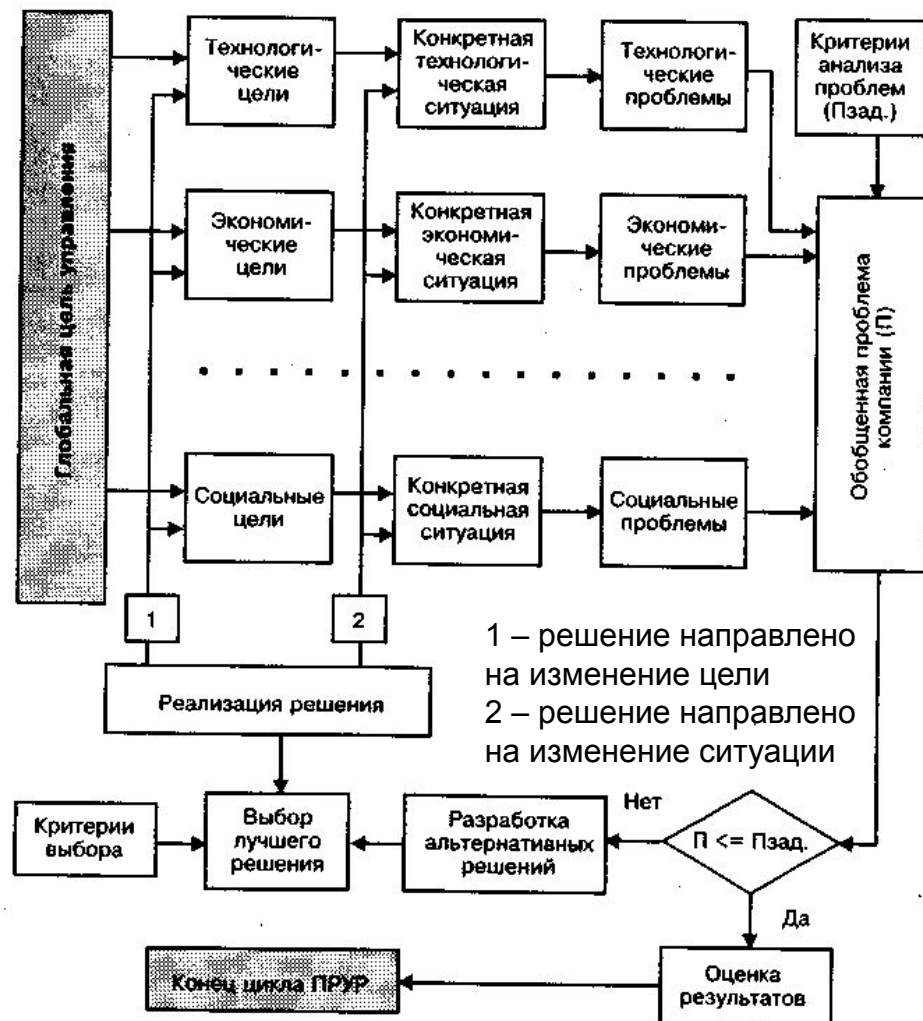 Глобальная цель управления
Технологи-
ческие
цели
Конкретная
технологи-
ческая
ситуация
Технологи-
ческие
проблемы
Критерии
анализа
проблем
(Пзад.)
Экономи-
ческие
цели
Конкретная
экономи-
ческая
ситуация
Экономи-
ческие
проблемы
Обобщенная проблема
компании (П)
Социальные
цели
Конкретная
социальная
ситуация
Социальные
проблемы
1
2
1 – решение направлено
на изменение цели
2 – решение направлено
на изменение ситуации
Реализация решения
Критерии
выбора
Выбор
лучшего
решения
Разработка
альтернативных
решений
Нет
П <= Пзад.
Да
Конец цикла ПРУР
Оценка
результатов